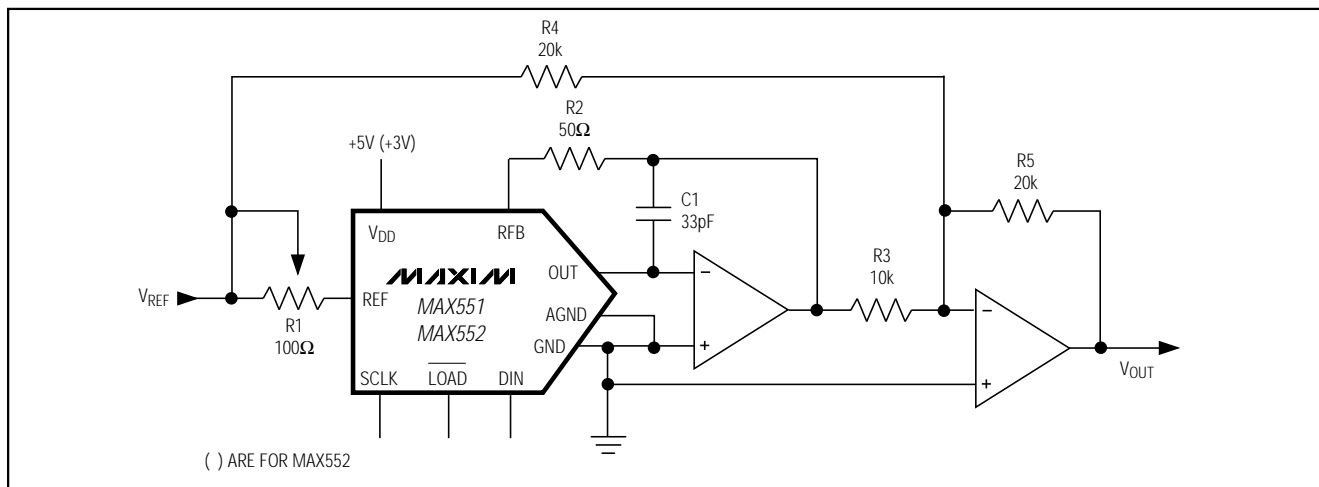 R4
20k
R2
50Ω
+5V (+3V)
R5
20k
C1
33pF
VDD
RFB
R3
10k
OUT
−
MAXIM
VREF
REF
MAX551
AGND
−
R1
MAX552
100Ω
GND
+
SCLK
LOAD
DIN
+
VOUT
( ) ARE FOR MAX552